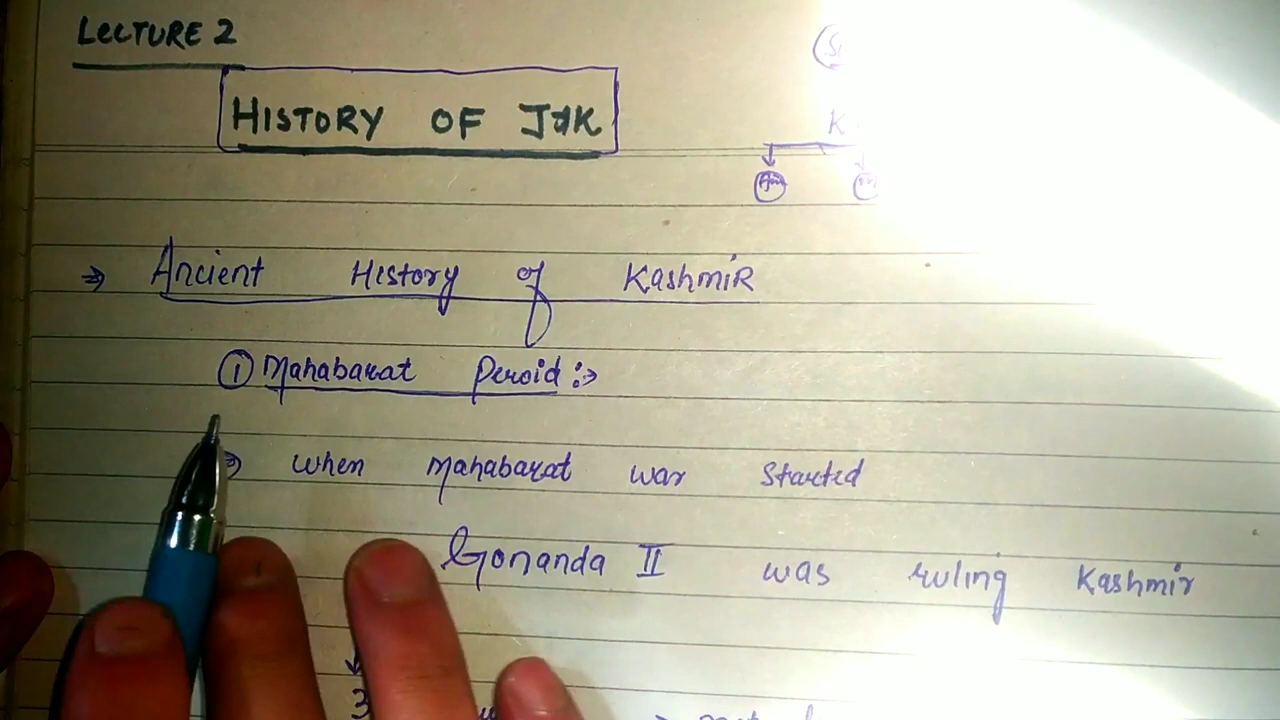 LECTURE 2
HISTORY OF J&K
⇒ Ancient History of Kashmir
① Mahabarat Peroid :→
⇒ when Mahabarat war Started
Gonanda II was ruling Kashmir